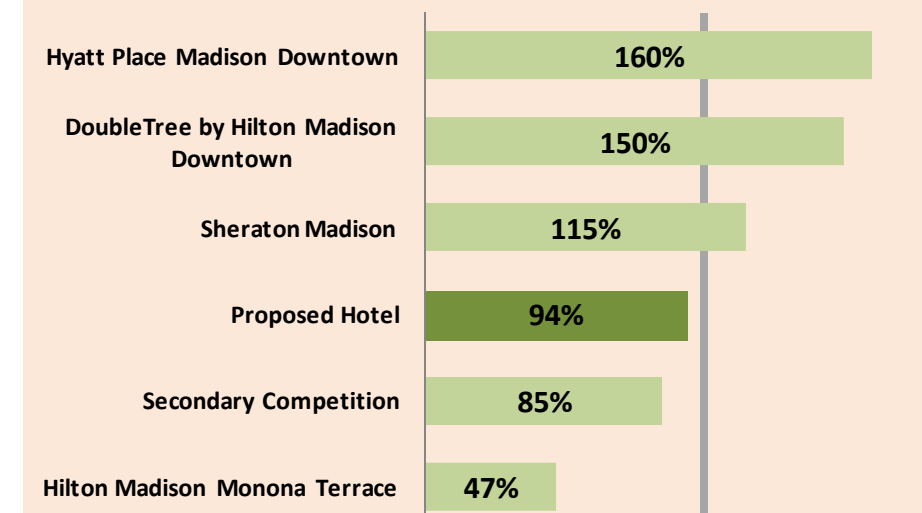 Hyatt Place Madison Downtown
160%
DoubleTree by Hilton Madison
Downtown
150%
Sheraton Madison
115%
Proposed Hotel
94%
Secondary Competition
85%
Hilton Madison Monona Terrace
47%